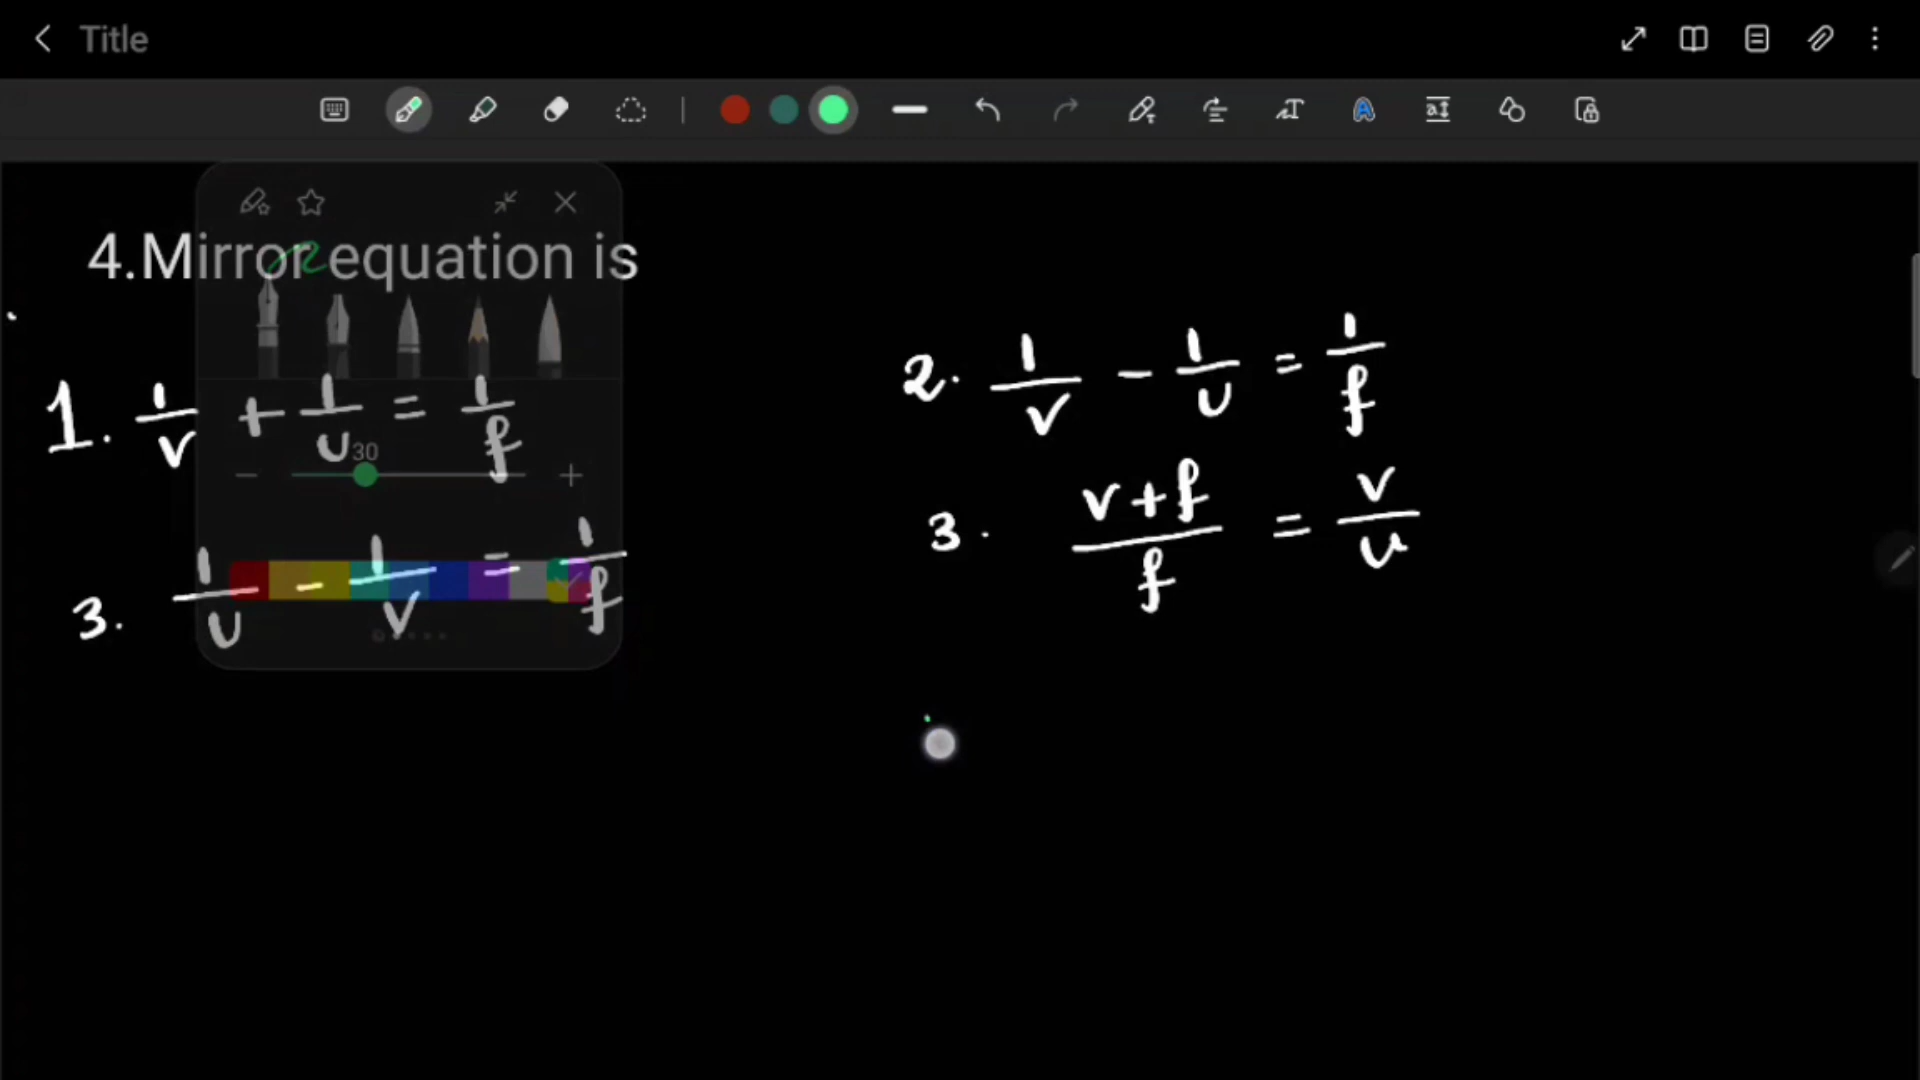 Title
4.Mirror equation is
1. 1/v + 1/u = 1/f
2. 1/v - 1/u = 1/f
30
3. 1/u - 1/v = 1/f
3. v+f/f = v/u